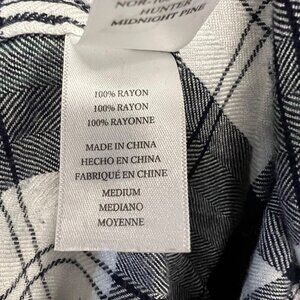 HUNTER
MIDNIGHT PINE
100% RAYON
100% RAYON
100% RAYONNE
MADE IN CHINA
HECHO EN CHINA
FABRIQUÉ EN CHINE
MEDIUM
MEDIANO
MOYENNE